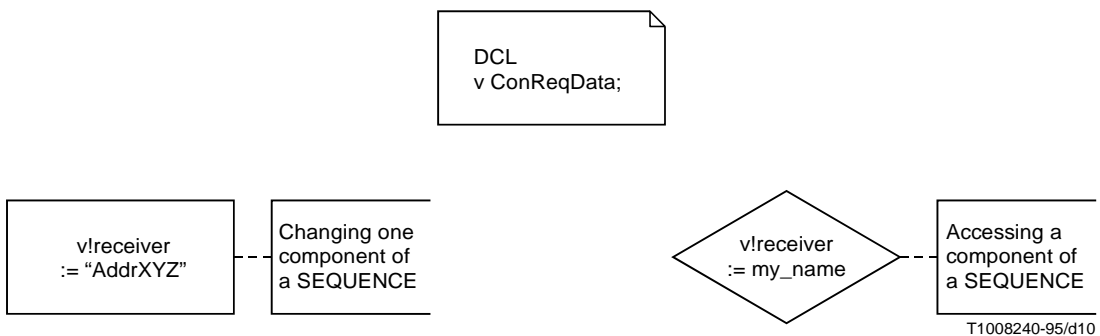 DCL
v ConReqData;
v!receiver
:= “AddrXYZ”
Changing one
component of
a SEQUENCE
v!receiver
:= my_name
Accessing a
component of
a SEQUENCE
T1008240-95/d10